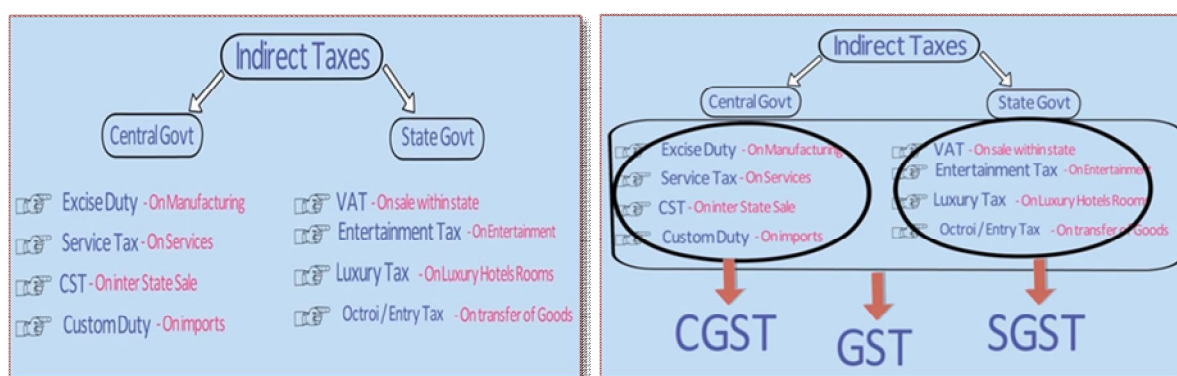 Indirect Taxes
Central Govt
State Govt
Excise Duty - On Manufacturing
Service Tax - On Services
CST - On inter State Sale
Custom Duty - On imports
VAT - On sale within state
Entertainment Tax - On Entertainment
Luxury Tax - On Luxury Hotels Rooms
Octroi / Entry Tax - On transfer of Goods
Indirect Taxes
Central Govt
State Govt
Excise Duty - On Manufacturing
Service Tax - On Services
CST - On inter State Sale
Custom Duty - On imports
VAT - On sale within state
Entertainment Tax - On Entertainment
Luxury Tax - On Luxury Hotels Rooms
Octroi / Entry Tax - On transfer of Goods
CGST
GST
SGST